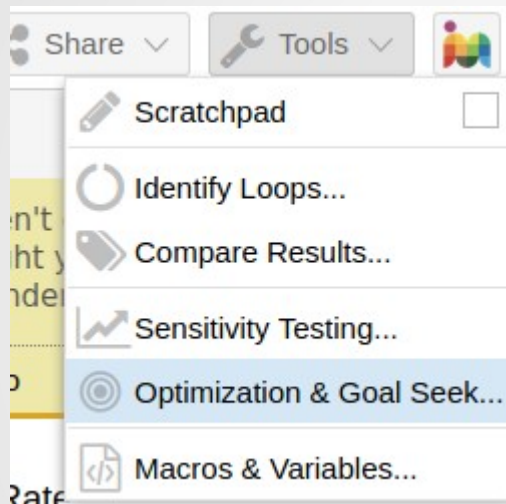 Share
Tools
Scratchpad
Identify Loops...
Compare Results...
Sensitivity Testing...
Optimization & Goal Seek...
Macros & Variables...